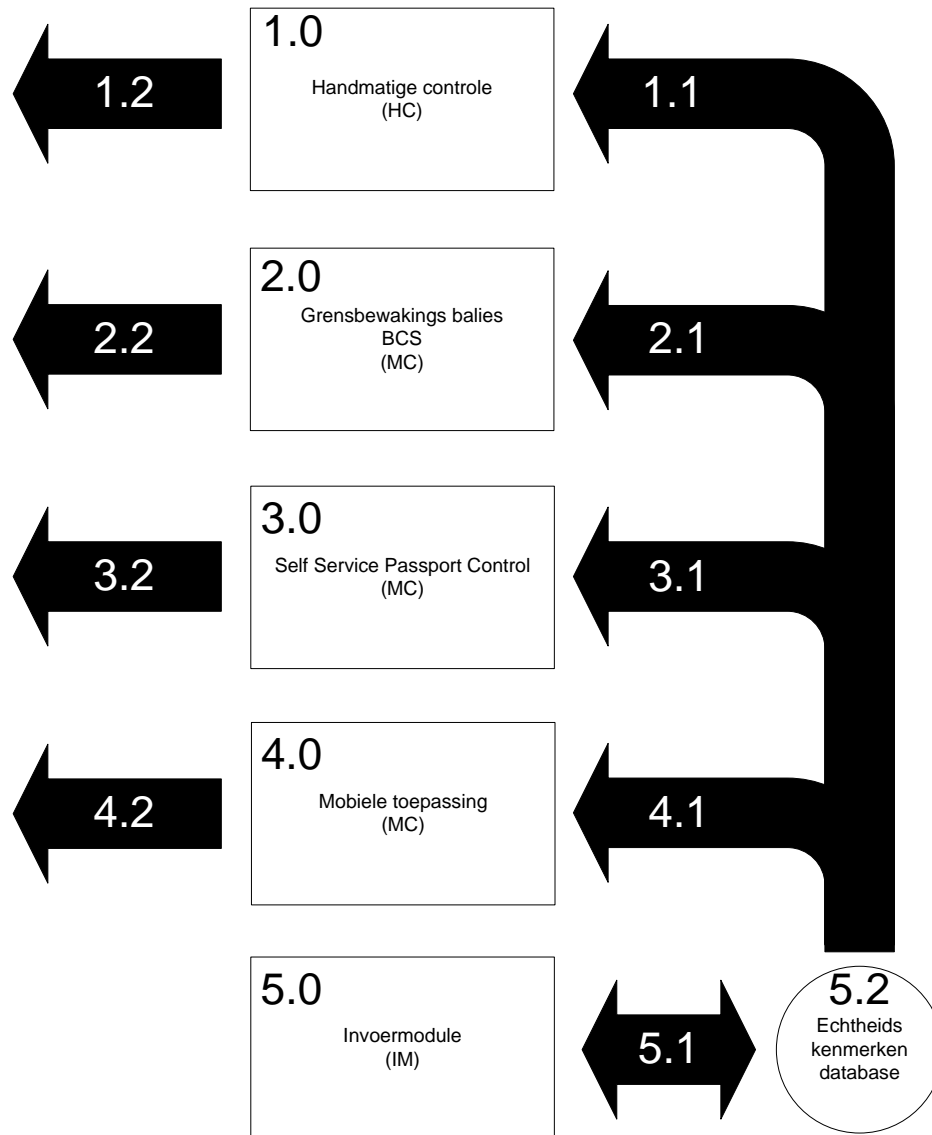 1.0
Handmatige controle
(HC)
1.2
1.1
2.0
Grensbewakings balies
BCS
(MC)
2.2
2.1
3.0
Self Service Passport Control
(MC)
3.2
3.1
4.0
Mobiele toepassing
(MC)
4.2
4.1
5.0
Invoermodule
(IM)
5.1
5.2
Echtheids
kenmerken
database